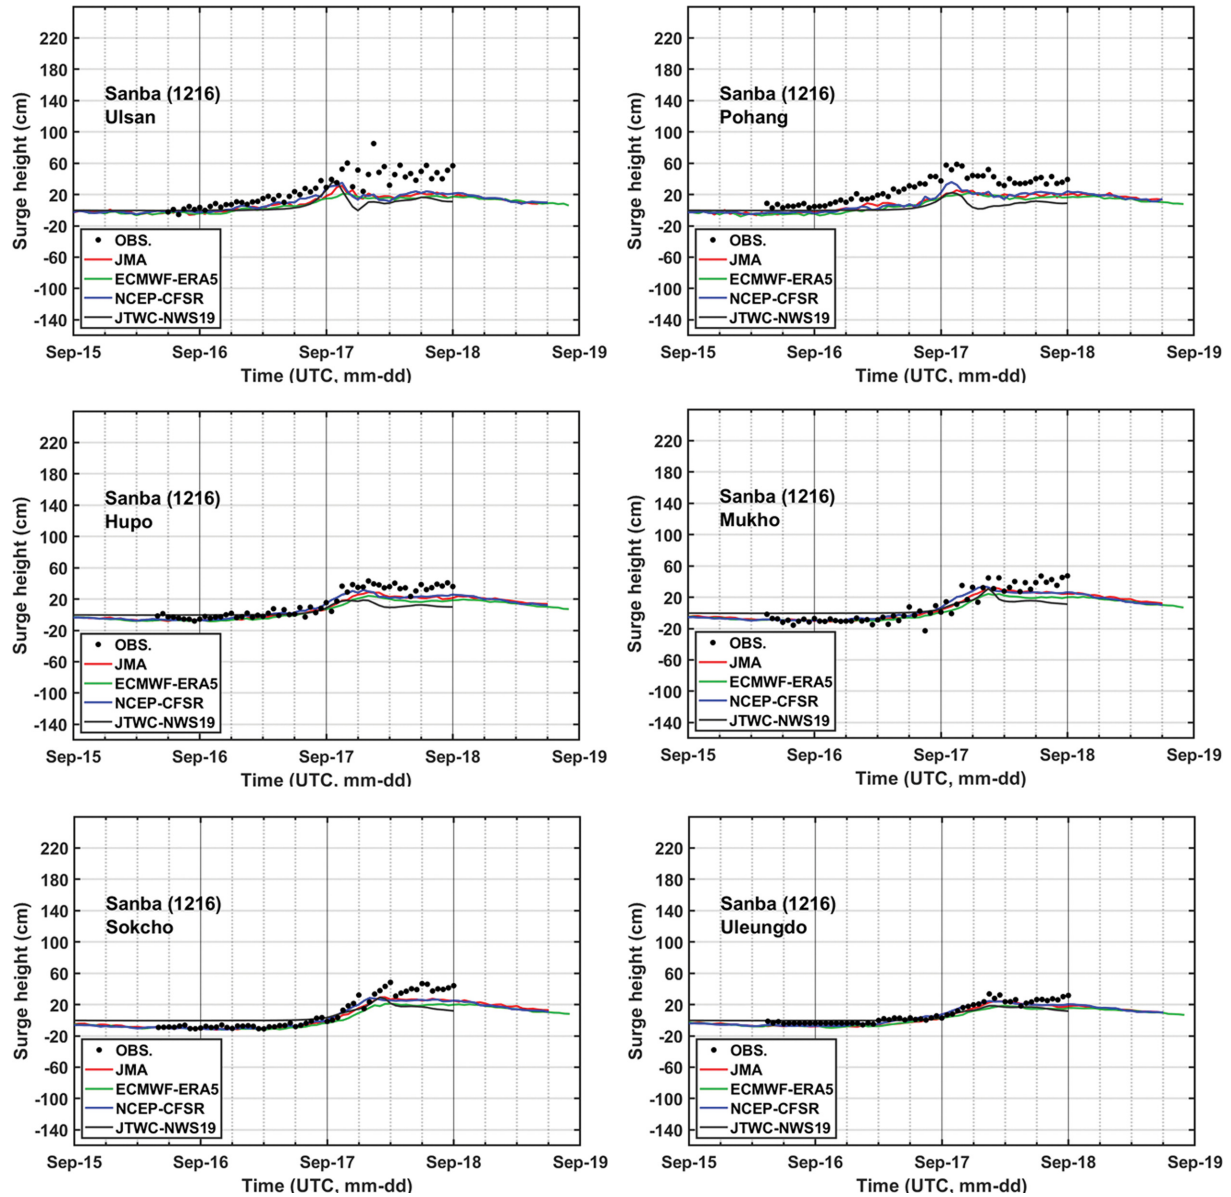 220
180
140
100
60
20
-20
-60
-100
-140
Surge height (cm)
Sanba (1216)
Ulsan
OBS.
JMA
ECMWF-ERA5
NCEP-CFSR
JTWC-NWS19
Sep-15 Sep-16 Sep-17 Sep-18 Sep-19
Time (UTC, mm-dd)
220
180
140
100
60
20
-20
-60
-100
-140
Surge height (cm)
Sanba (1216)
Pohang
OBS.
JMA
ECMWF-ERA5
NCEP-CFSR
JTWC-NWS19
Sep-15 Sep-16 Sep-17 Sep-18 Sep-19
Time (UTC, mm-dd)
220
180
140
100
60
20
-20
-60
-100
-140
Surge height (cm)
Sanba (1216)
Hupo
OBS.
JMA
ECMWF-ERA5
NCEP-CFSR
JTWC-NWS19
Sep-15 Sep-16 Sep-17 Sep-18 Sep-19
Time (UTC, mm-dd)
220
180
140
100
60
20
-20
-60
-100
-140
Surge height (cm)
Sanba (1216)
Mukho
OBS.
JMA
ECMWF-ERA5
NCEP-CFSR
JTWC-NWS19
Sep-15 Sep-16 Sep-17 Sep-18 Sep-19
Time (UTC, mm-dd)
220
180
140
100
60
20
-20
-60
-100
-140
Surge height (cm)
Sanba (1216)
Sokcho
OBS.
JMA
ECMWF-ERA5
NCEP-CFSR
JTWC-NWS19
Sep-15 Sep-16 Sep-17 Sep-18 Sep-19
Time (UTC, mm-dd)
220
180
140
100
60
20
-20
-60
-100
-140
Surge height (cm)
Sanba (1216)
Uleungdo
OBS.
JMA
ECMWF-ERA5
NCEP-CFSR
JTWC-NWS19
Sep-15 Sep-16 Sep-17 Sep-18 Sep-19
Time (UTC, mm-dd)